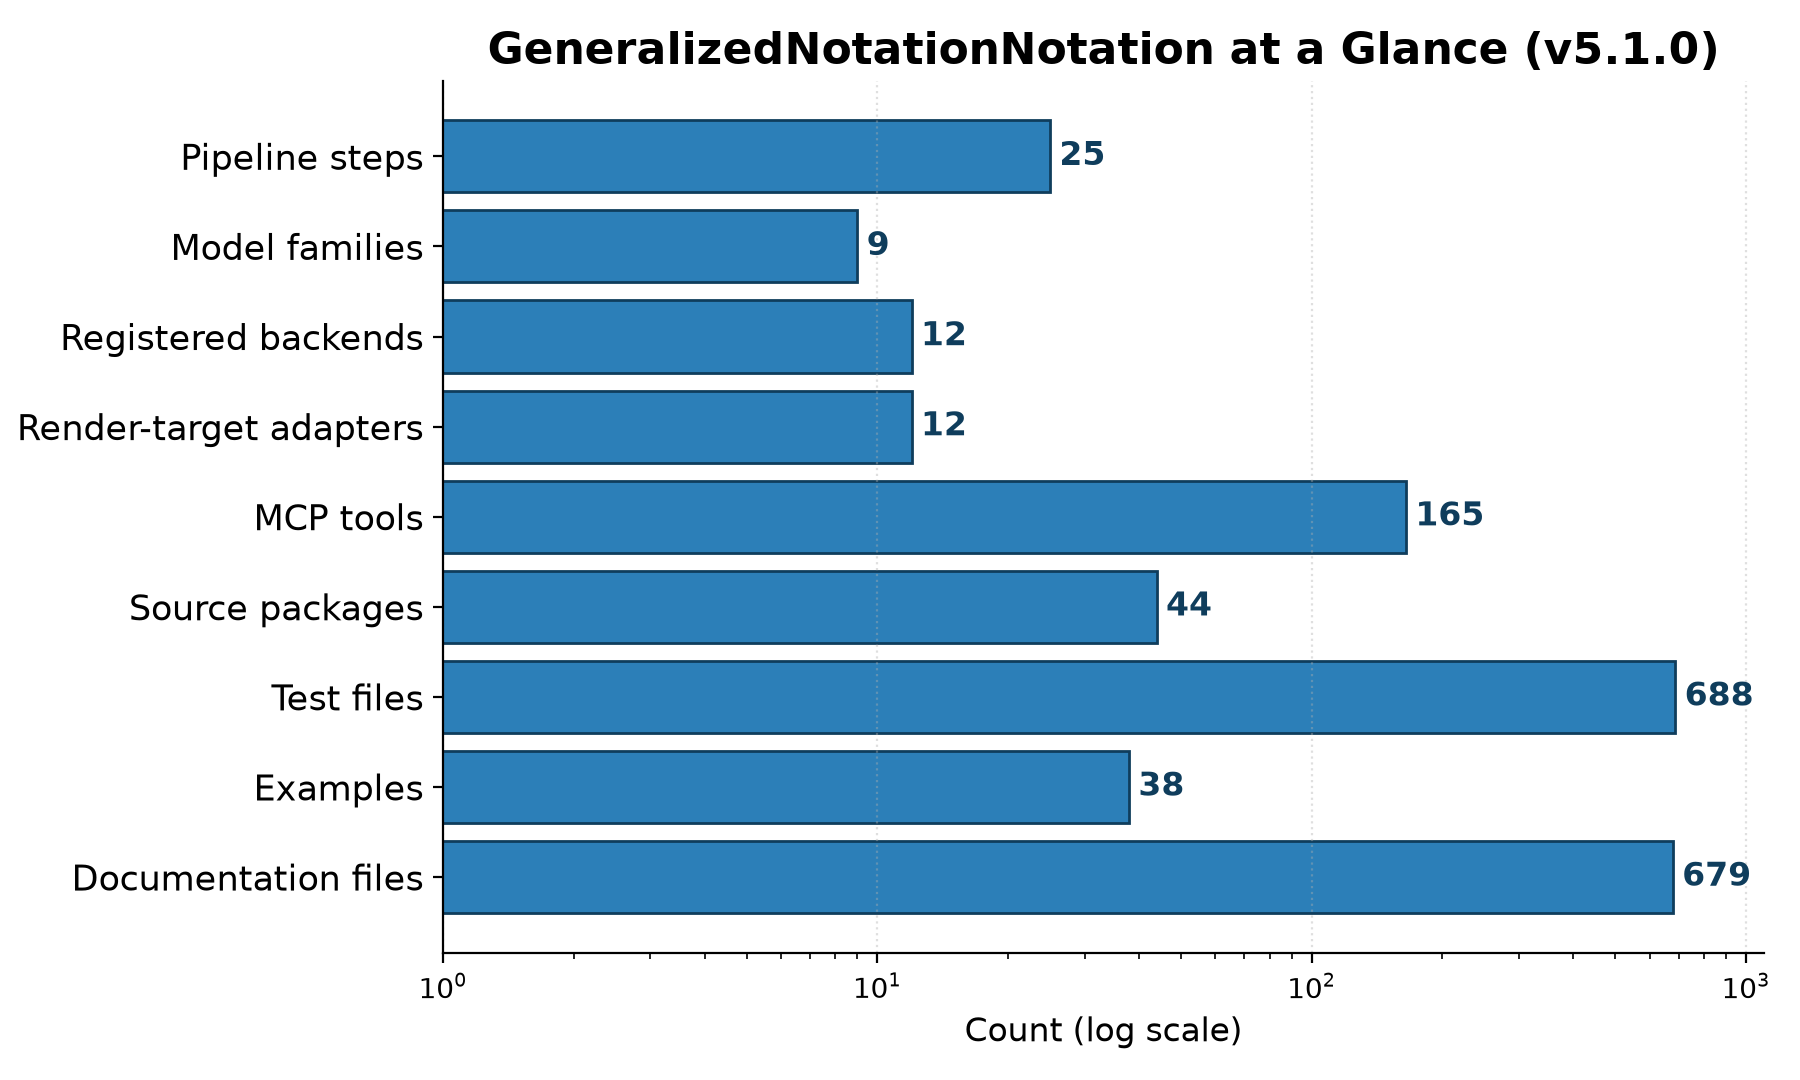 GeneralizedNotationNotation at a Glance (v5.1.0)
Pipeline steps 25
Model families 9
Registered backends 12
Render-target adapters 12
MCP tools 165
Source packages 44
Test files 688
Examples 38
Documentation files 679
10⁰ 10¹ 10² 10³
Count (log scale)